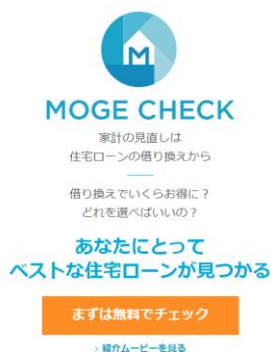 MOGE CHECK
家計の見直しは
住宅ローンの借り換えから
借り換えでいくらお得に?
どれを選べばいいの?
あなたにとって
ベストな住宅ローンが見つかる
まずは無料でチェック
> 紹介ムービーを見る